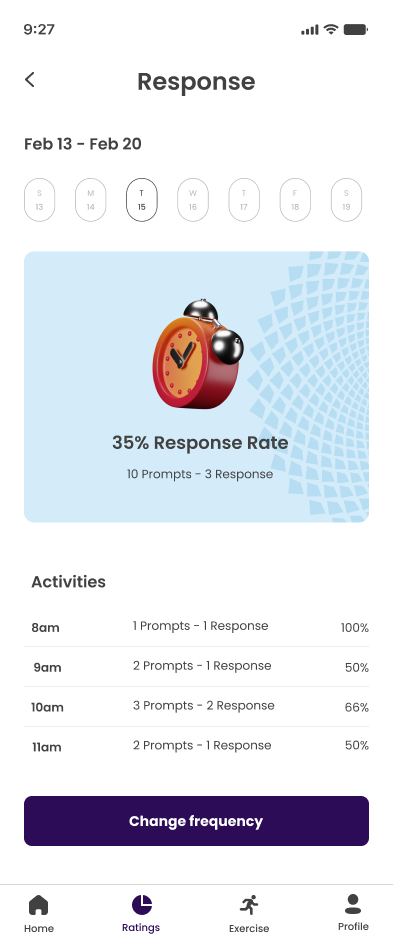 9:27
Response
Feb 13 - Feb 20
S M T W T F S
13 14 15 16 17 18 19
35% Response Rate
10 Prompts - 3 Response
Activities
8am 1 Prompts - 1 Response 100%
9am 2 Prompts - 1 Response 50%
10am 3 Prompts - 2 Response 66%
11am 2 Prompts - 1 Response 50%
Change frequency
Home Ratings Exercise Profile